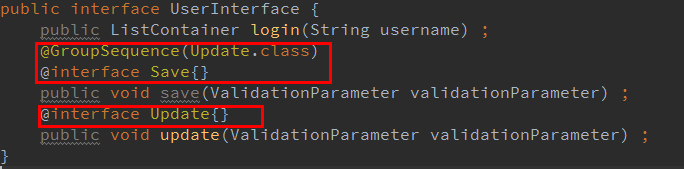 public interface UserInterface {
public ListContainer login(String username) ;
@GroupSequence(Update.class)
@interface Save{}
public void save(ValidationParameter validationParameter) ;
@interface Update{}
public void update(ValidationParameter validationParameter) ;
}